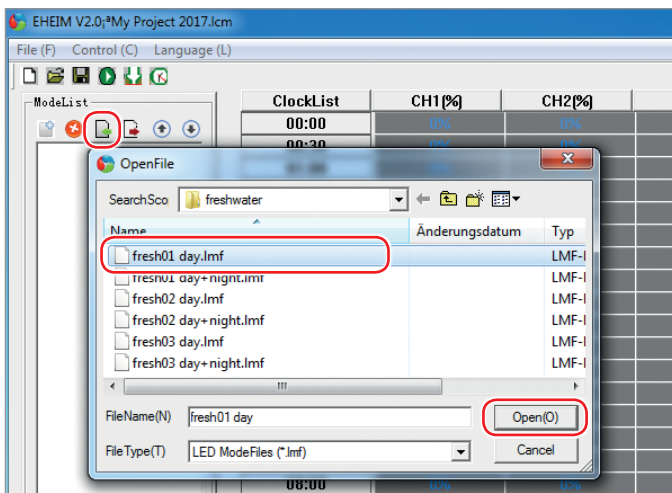 EHEIM V2.0;ªMy Project 2017.lcm
File (F) Control (C) Language (L)
ModeList
ClockList CH1(%) CH2(%)
00:00 0% 0%
00:30
OpenFile
SearchSco freshwater
Name Änderungsdatum Typ
fresh01 day.lmf LMF-
fresh01 day+night.lmf LMF-
fresh02 day.lmf LMF-
fresh02 day+night.lmf LMF-
fresh03 day.lmf LMF-
fresh03 day+night.lmf LMF-
FileName(N) fresh01 day Open(O)
FileType(T) LED ModeFiles (*.lmf) Cancel
08:00 0% 0%